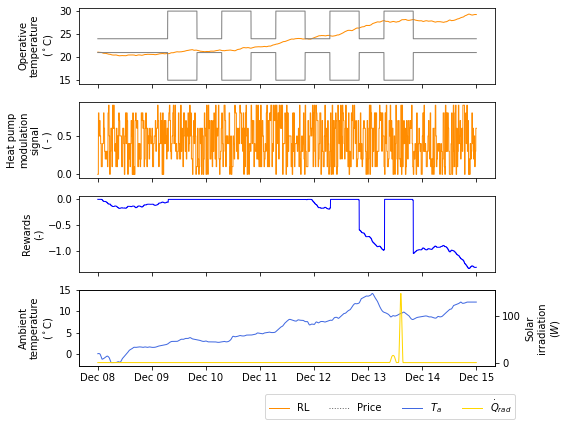 Operative
temperature
(°C)
30
25
20
15
Heat pump
modulation
signal
( - )
0.5
0.0
Rewards
(-)
0.0
−0.5
−1.0
Ambient
temperature
(°C)
15
10
5
0
100
0
Solar
irradiation
(W)
Dec 08 Dec 09 Dec 10 Dec 11 Dec 12 Dec 13 Dec 14 Dec 15
RL Price Tₐ Q̇rad